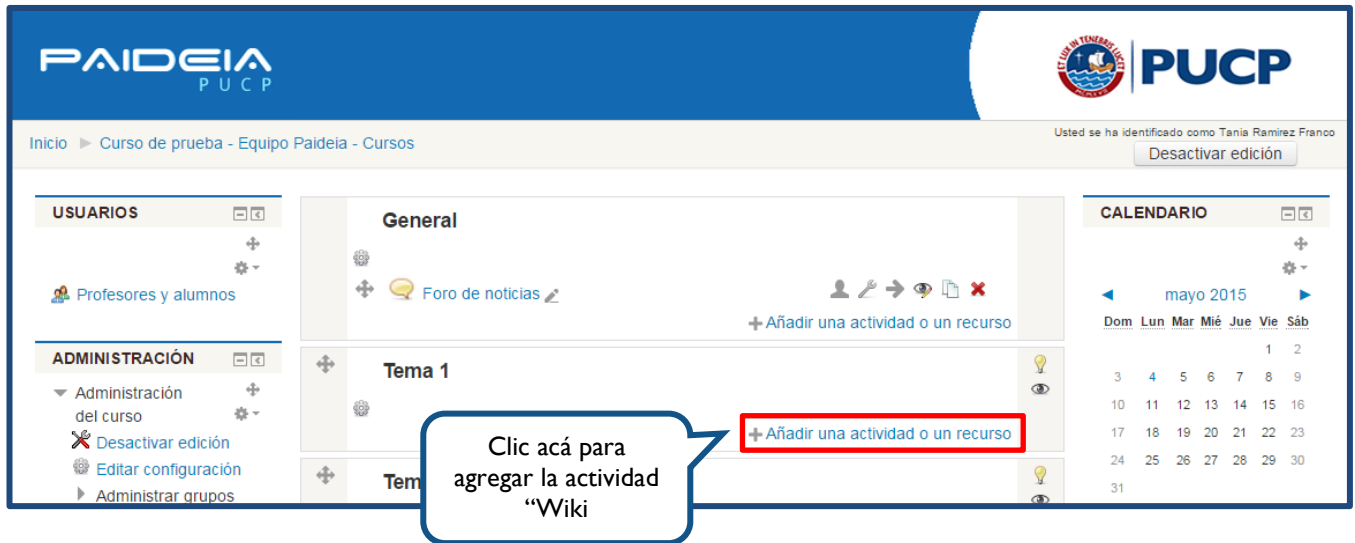 PAIDEIA
PUCP
ET LUX IN TENEBRIS LUCET
PUCP
Inicio ► Curso de prueba - Equipo Paideia - Cursos
Usted se ha identificado como Tania Ramirez Franco
Desactivar edición
USUARIOS
Profesores y alumnos
ADMINISTRACIÓN
Administración
del curso
Desactivar edición
Editar configuración
Administrar grupos
General
Foro de noticias
Añadir una actividad o un recurso
Tema 1
Añadir una actividad o un recurso
Tem
Clic acá para
agregar la actividad
“Wiki
CALENDARIO
◄ mayo 2015 ►
Dom Lun Mar Mié Jue Vie Sáb
1 2
3 4 5 6 7 8 9
10 11 12 13 14 15 16
17 18 19 20 21 22 23
24 25 26 27 28 29 30
31